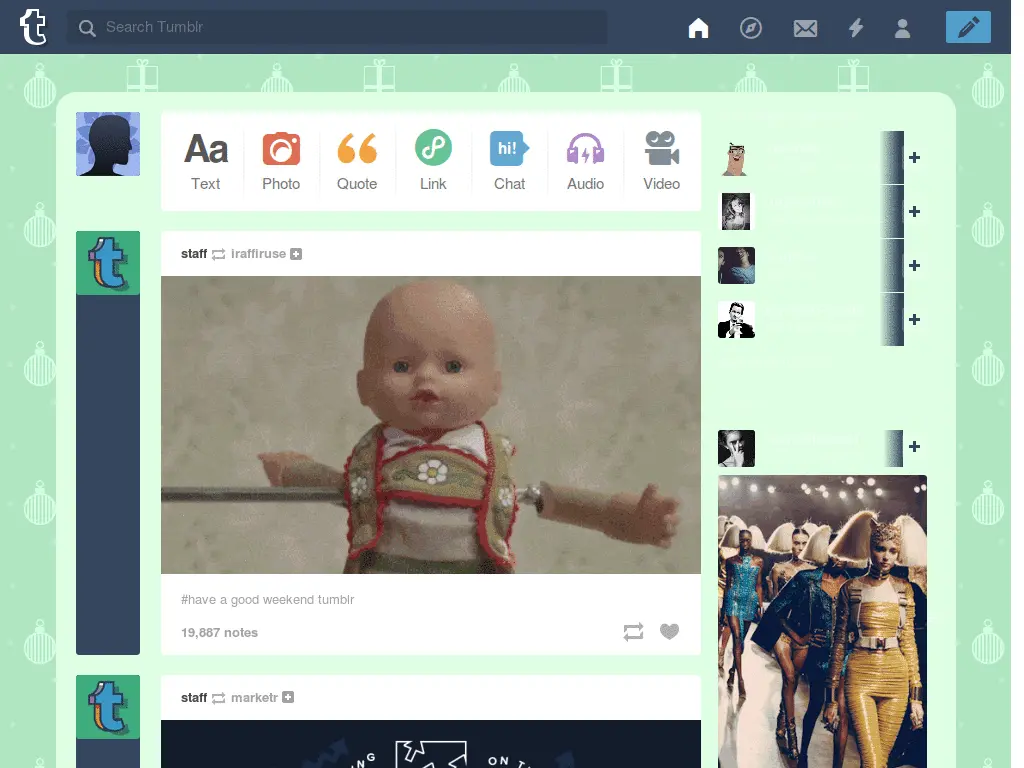 Search Tumblr
Aa
hi!
Text
Photo
Quote
Link
Chat
Audio
Video
staff iraffiruse
#have a good weekend tumblr
19,887 notes
staff marketr
NG
ON T